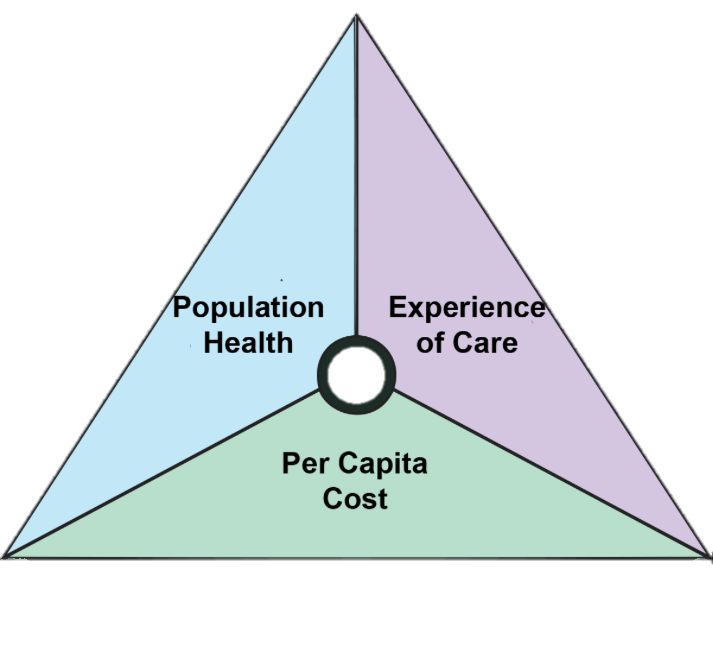 Population
Health
Experience
of Care
Per Capita
Cost